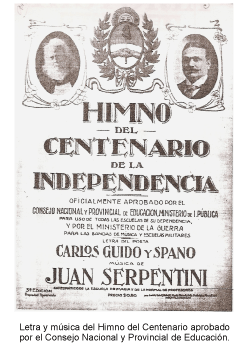 HIMNO
DEL
CENTENARIO
DE LA
INDEPENDENCIA
OFICIALMENTE APROBADO POR EL
CONSEJO NACIONAL Y PROVINCIAL DE EDUCACION, MINISTERIO DE I. PÚBLICA
PARA USO DE TODAS LAS ESCUELAS DE SU DEPENDENCIA,
Y POR EL MINISTERIO DE LA GUERRA
PARA LAS BANDAS DE MÚSICA Y ESCUELAS MILITARES
LETRA DEL POETA
CARLOS GUIDO Y SPANO
MÚSICA DE
JUAN SERPENTINI
Letra y música del Himno del Centenario aprobado
por el Consejo Nacional y Provincial de Educación.